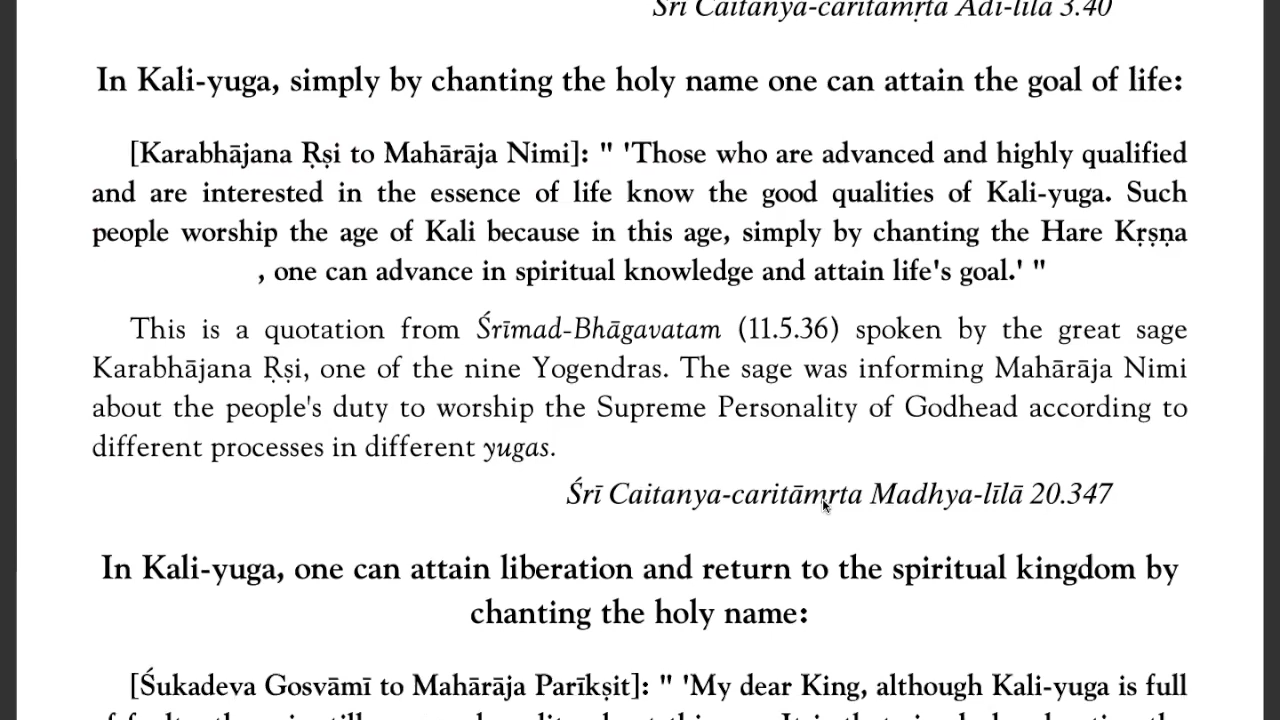 Śrī Caitanya-caritāmṛta Ādi-līlā 3.40
In Kali-yuga, simply by chanting the holy name one can attain the goal of life:
[Karabhājana Ṛṣi to Mahārāja Nimi]: " 'Those who are advanced and highly qualified
and are interested in the essence of life know the good qualities of Kali-yuga. Such
people worship the age of Kali because in this age, simply by chanting the Hare Kṛṣṇa
, one can advance in spiritual knowledge and attain life's goal.' "
This is a quotation from Śrīmad-Bhāgavatam (11.5.36) spoken by the great sage
Karabhājana Ṛṣi, one of the nine Yogendras. The sage was informing Mahārāja Nimi
about the people's duty to worship the Supreme Personality of Godhead according to
different processes in different yugas.
Śrī Caitanya-caritāmṛta Madhya-līlā 20.347
In Kali-yuga, one can attain liberation and return to the spiritual kingdom by
chanting the holy name:
[Śukadeva Gosvāmī to Mahārāja Parīkṣit]: " 'My dear King, although Kali-yuga is full